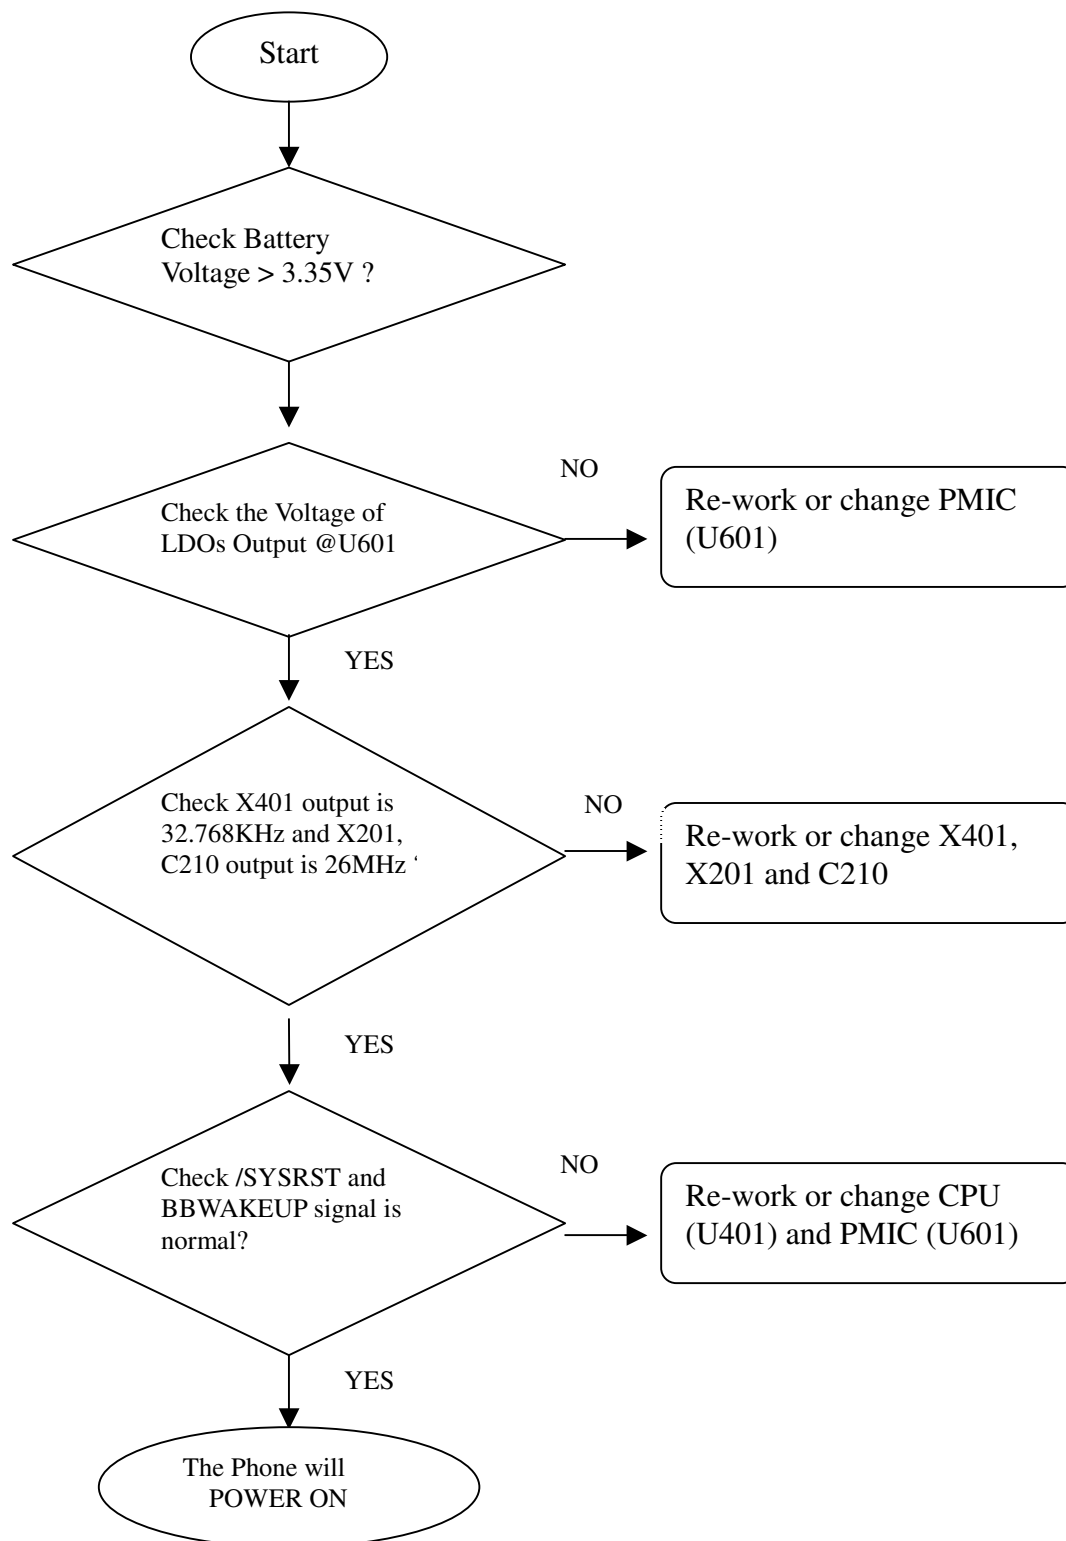 Start
Check Battery
Voltage > 3.35V ?
Check the Voltage of
LDOs Output @U601
NO
Re-work or change PMIC
(U601)
YES
Check X401 output is
32.768KHz and X201,
C210 output is 26MHz ‘
NO
Re-work or change X401,
X201 and C210
YES
Check /SYSRST and
BBWAKEUP signal is
normal?
NO
Re-work or change CPU
(U401) and PMIC (U601)
YES
The Phone will
POWER ON